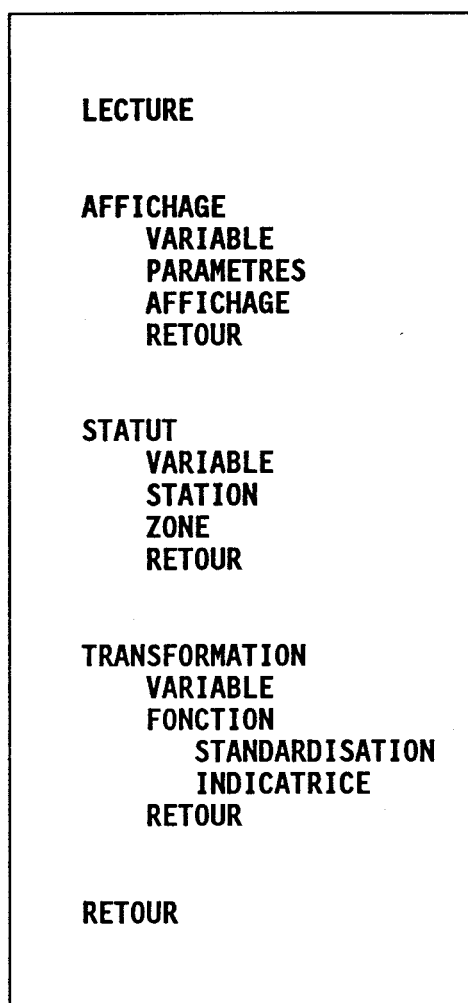 LECTURE
AFFICHAGE
VARIABLE
PARAMETRES
AFFICHAGE
RETOUR
STATUT
VARIABLE
STATION
ZONE
RETOUR
TRANSFORMATION
VARIABLE
FONCTION
STANDARDISATION
INDICATRICE
RETOUR
RETOUR